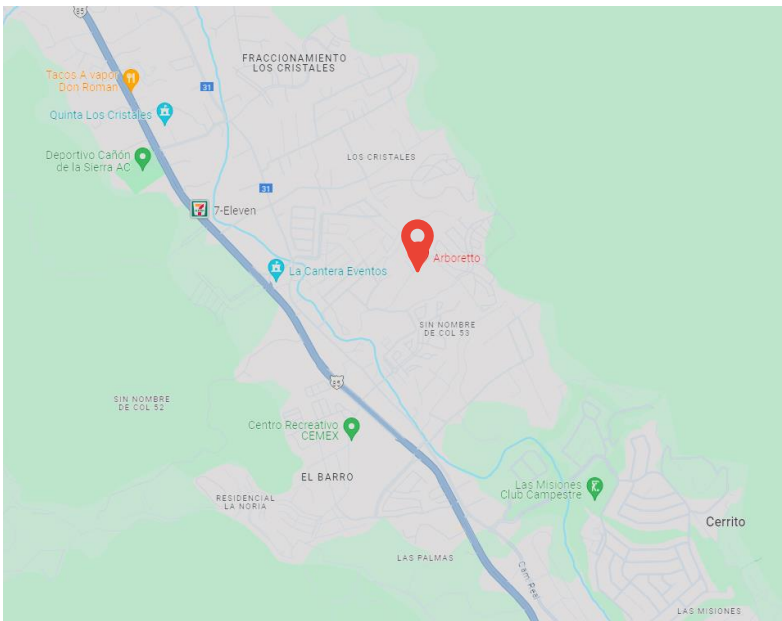 85
FRACCIONAMIENTO
LOS CRISTALES
Tacos A vapor
Don Roman
31
Quinta Los Cristales
Deportivo Cañón
de la Sierra AC
LOS CRISTALES
31
7-Eleven
Arboretto
La Cantera Eventos
SIN NOMBRE
DE COL 53
85
SIN NOMBRE
DE COL 52
Centro Recreativo
CEMEX
EL BARRO
Las Misiones
Club Campestre
RESIDENCIAL
LA NORIA
Cerrito
LAS PALMAS
Cam. Real
LAS MISIONES